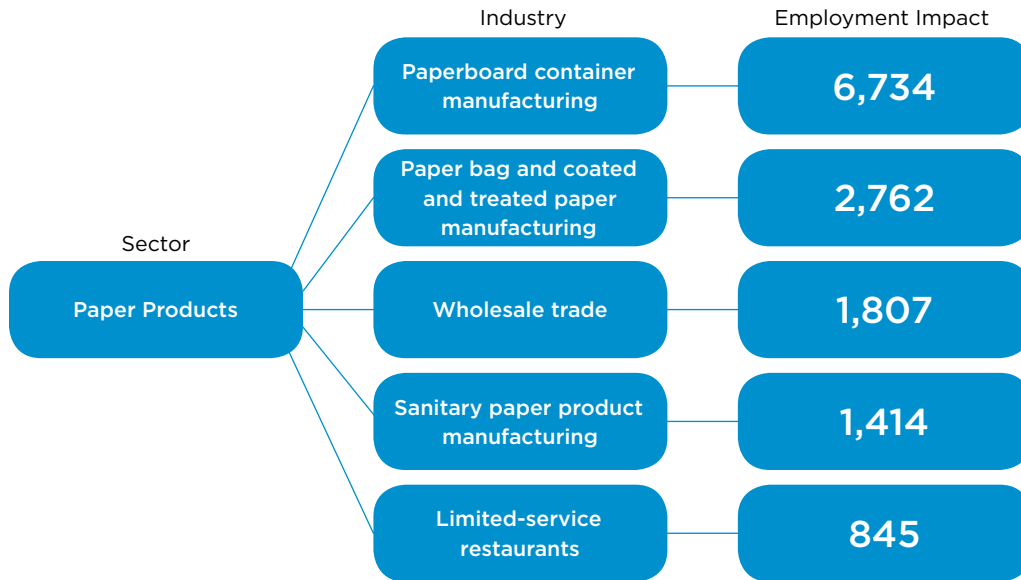 Industry
Employment Impact
Paperboard container
manufacturing
6,734
Paper bag and coated
and treated paper
manufacturing
2,762
Sector
Paper Products
Wholesale trade
1,807
Sanitary paper product
manufacturing
1,414
Limited-service
restaurants
845